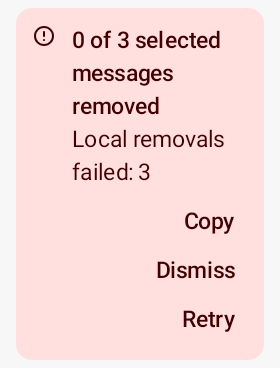 0 of 3 selected
messages
removed
Local removals
failed: 3
Copy
Dismiss
Retry